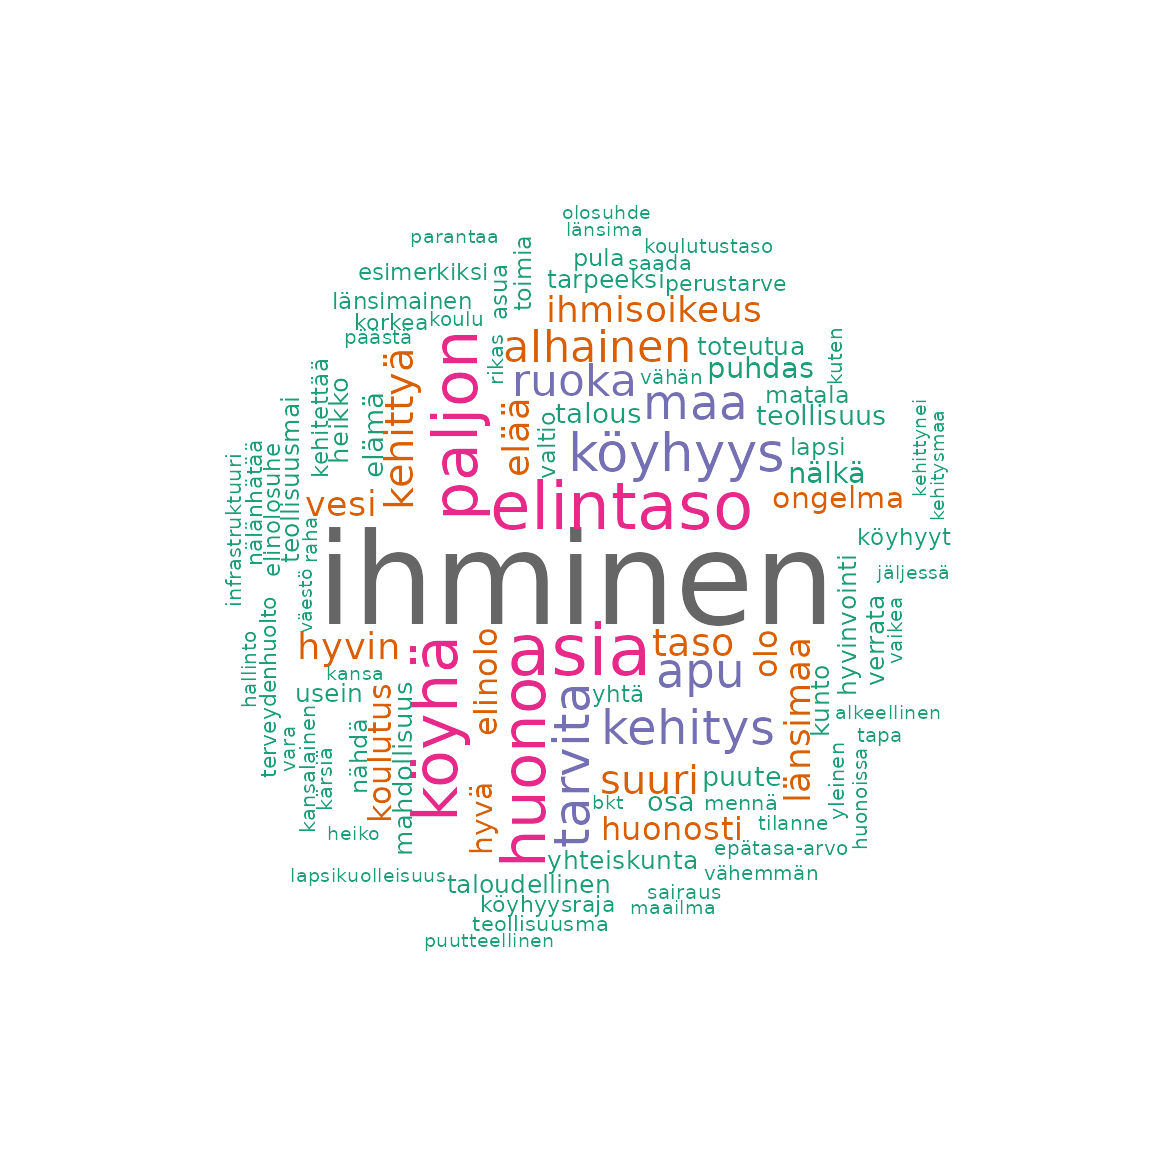 olosuhde
länsima
parantaa
koulutustaso
pula
saada
esimerkiksi
toimia
asua
tarpeeksi
perustarve
länsimainen
ihmisoikeus
korkea
koulu
päästä
paljon
rikas
alhainen
toteutua
kuten
kehittyä
ruoka
vähän
puhdas
kehitettää
heikko
elämä
elää
maa
matala
talous
teollisuus
valtio
kehittynei
kehitysmaa
teollisuusmai
elinolosuhe
nälänhätää
infrastruktuuri
köyhyys
lapsi
nälkä
vesi
elintaso
ongelma
raha
ihminen
köyhyyt
jäljessä
väestö
hyvinvointi
verrata
vaikea
terveydenhuolto
hallinto
hyvin
elinolo
asia
taso
olo
länsimaa
köyhä
kansa
apu
kunto
usein
koulutus
mahdollisuus
huono
tarvita
yhtä
kehitys
alkeellinen
tapa
kansalainen
vara
kärsiä
nähdä
yleinen
huonoissa
suuri
puute
hyvä
bkt
osa
mennä
heiko
huonosti
tilanne
epätasa-arvo
yhteiskunta
lapsikuolleisuus
vähemmän
taloudellinen
sairaus
köyhyysraja
maailma
teollisuusma
puutteellinen